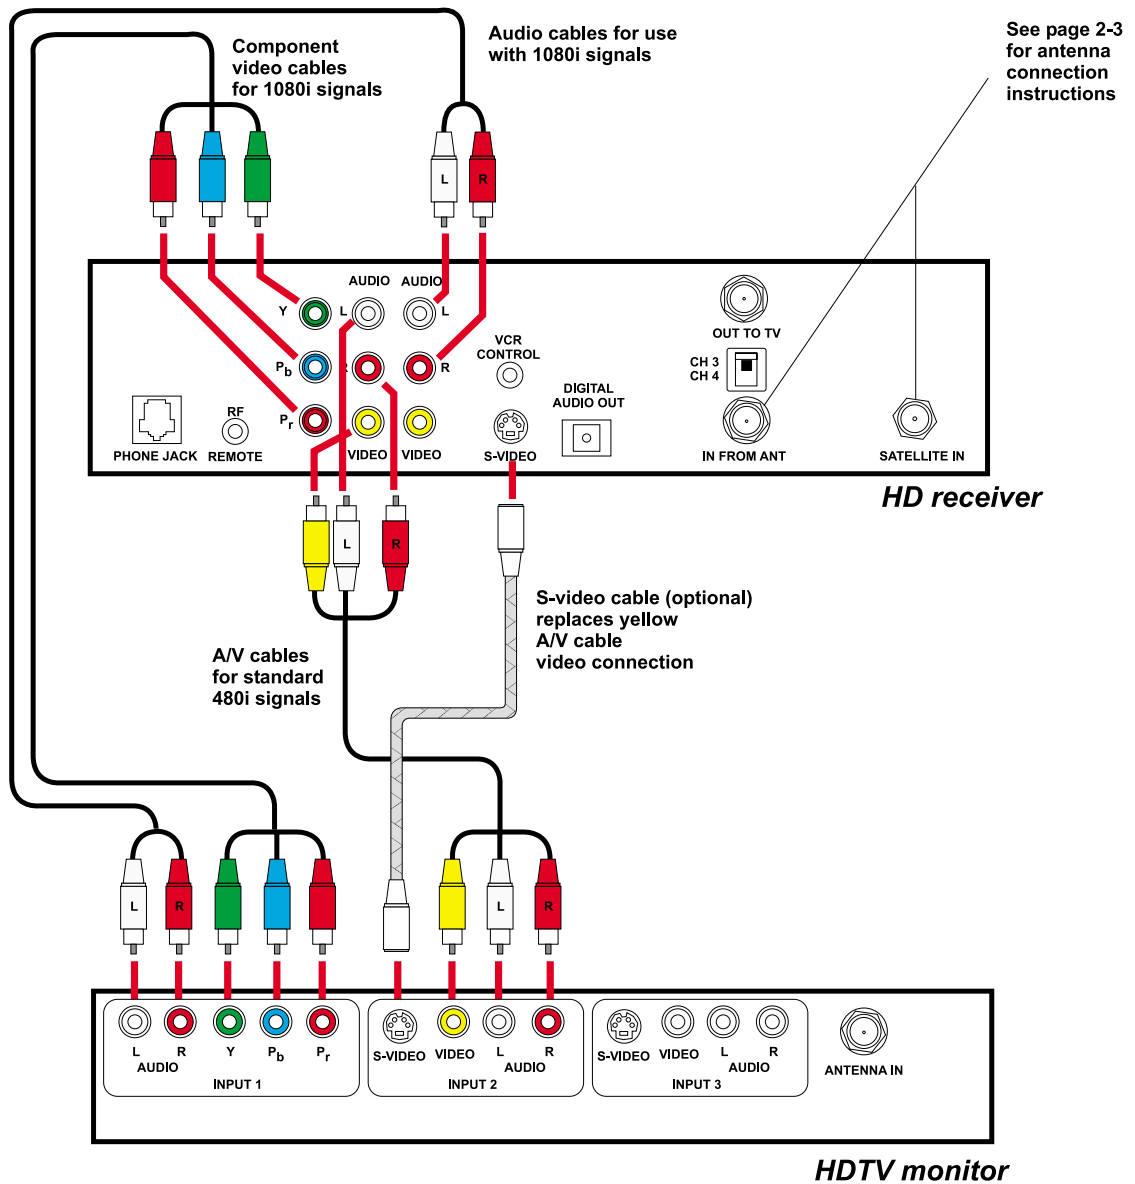 Component
video cables
for 1080i signals
Audio cables for use
with 1080i signals
See page 2-3
for antenna
connection
instructions
L
R
AUDIO
AUDIO
Y
L
L
OUT TO TV
VCR
CONTROL
CH 3
CH 4
Pb
R
R
DIGITAL
AUDIO OUT
RF
REMOTE
Pr
PHONE JACK
VIDEO
VIDEO
S-VIDEO
IN FROM ANT
SATELLITE IN
HD receiver
L
R
S-video cable (optional)
replaces yellow
A/V cable
video connection
A/V cables
for standard
480i signals
L
R
L
R
L
R
AUDIO
Y
Pb
Pr
INPUT 1
S-VIDEO
VIDEO
L
R
AUDIO
INPUT 2
S-VIDEO
VIDEO
L
R
AUDIO
INPUT 3
ANTENNA IN
HDTV monitor